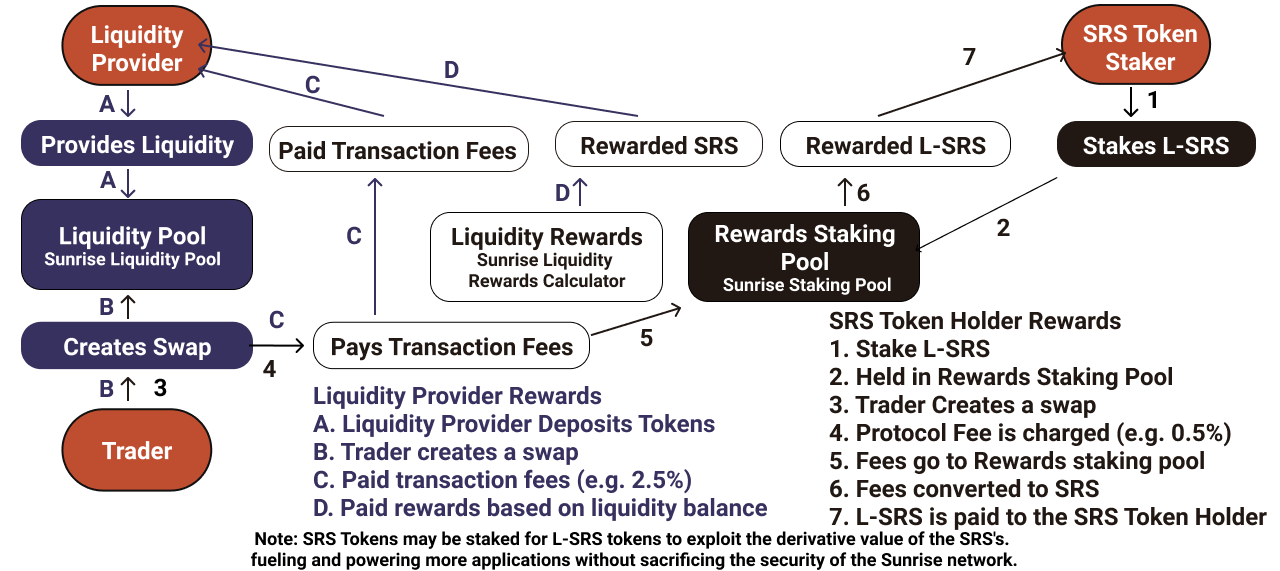 Liquidity
Provider
SRS Token
Staker
A
C
D
7
1
Provides Liquidity
Paid Transaction Fees
Rewarded SRS
Rewarded L-SRS
Stakes L-SRS
A
C
D
6
2
Liquidity Pool
Sunrise Liquidity Pool
Liquidity Rewards
Sunrise Liquidity
Rewards Calculator
Rewards Staking
Pool
Sunrise Staking Pool
B
C
4
5
Creates Swap
Pays Transaction Fees
B
3
Trader
Liquidity Provider Rewards
A. Liquidity Provider Deposits Tokens
B. Trader creates a swap
C. Paid transaction fees (e.g. 2.5%)
D. Paid rewards based on liquidity balance
SRS Token Holder Rewards
1. Stake L-SRS
2. Held in Rewards Staking Pool
3. Trader Creates a swap
4. Protocol Fee is charged (e.g. 0.5%)
5. Fees go to Rewards staking pool
6. Fees converted to SRS
7. L-SRS is paid to the SRS Token Holder
Note: SRS Tokens may be staked for L-SRS tokens to exploit the derivative value of the SRS's.
fueling and powering more applications without sacrificing the security of the Sunrise network.